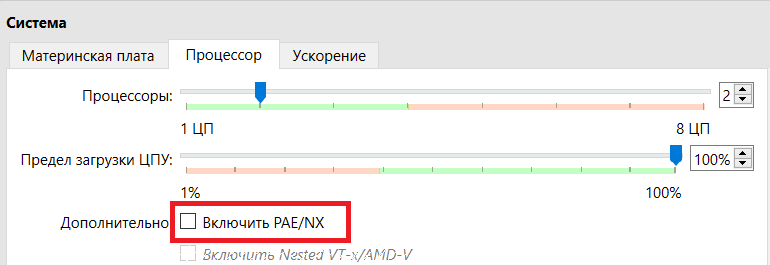 Система
Материнская плата Процессор Ускорение
Процессоры: 2
1 ЦП 8 ЦП
Предел загрузки ЦПУ: 100%
1% 100%
Дополнительно: Включить PAE/NX
Включить Nested VT-x/AMD-V